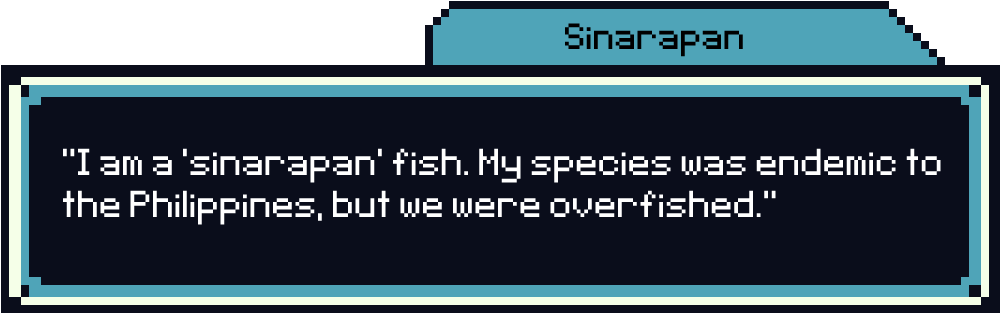 Sinarapan
"I am a 'sinarapan' fish. My species was endemic to
the Philippines, but we were overfished."